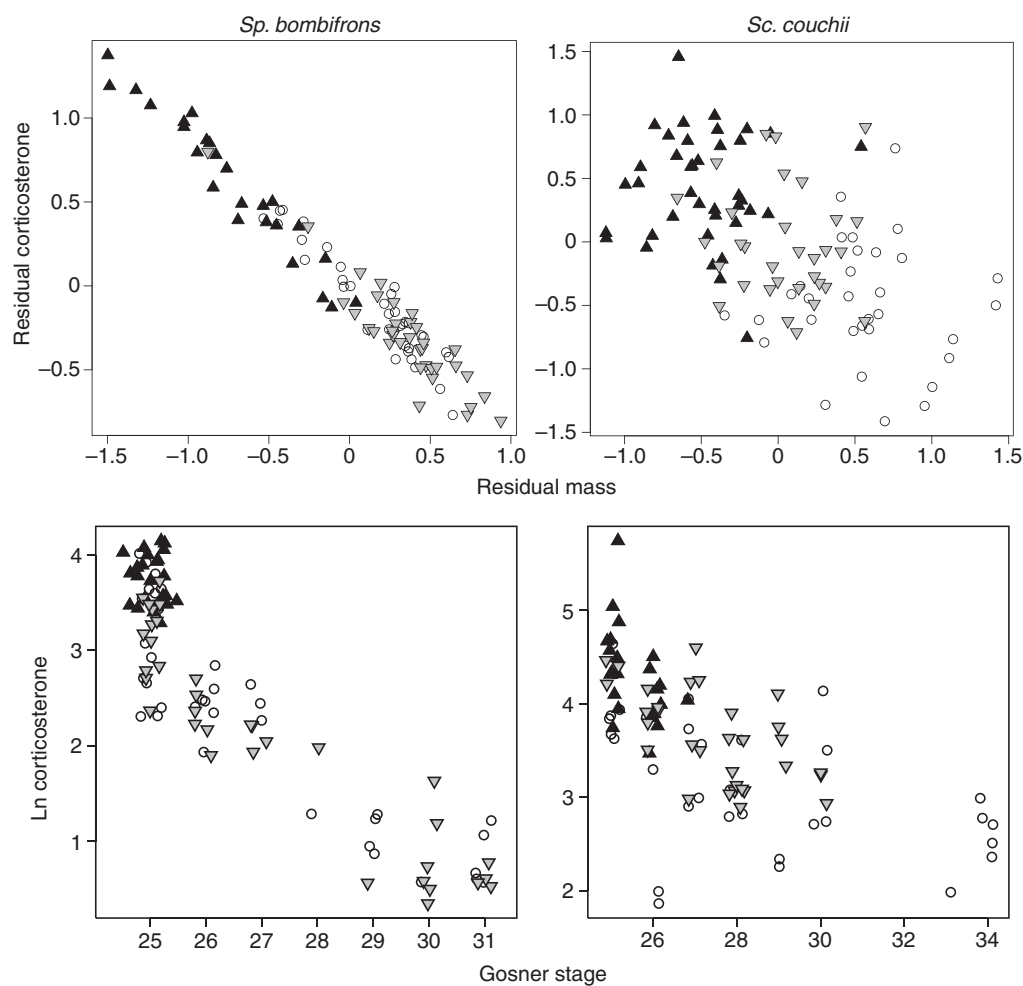 Sp. bombifrons
Sc. couchii
Residual corticosterone
1.0
0.5
0
–0.5
–1.5 –1.0 –0.5 0 0.5 1.0
1.5
1.0
0.5
0
–0.5
–1.0
–1.5
–1.0 –0.5 0 0.5 1.0 1.5
Residual mass
Ln corticosterone
4
3
2
1
25 26 27 28 29 30 31
5
4
3
2
26 28 30 32 34
Gosner stage